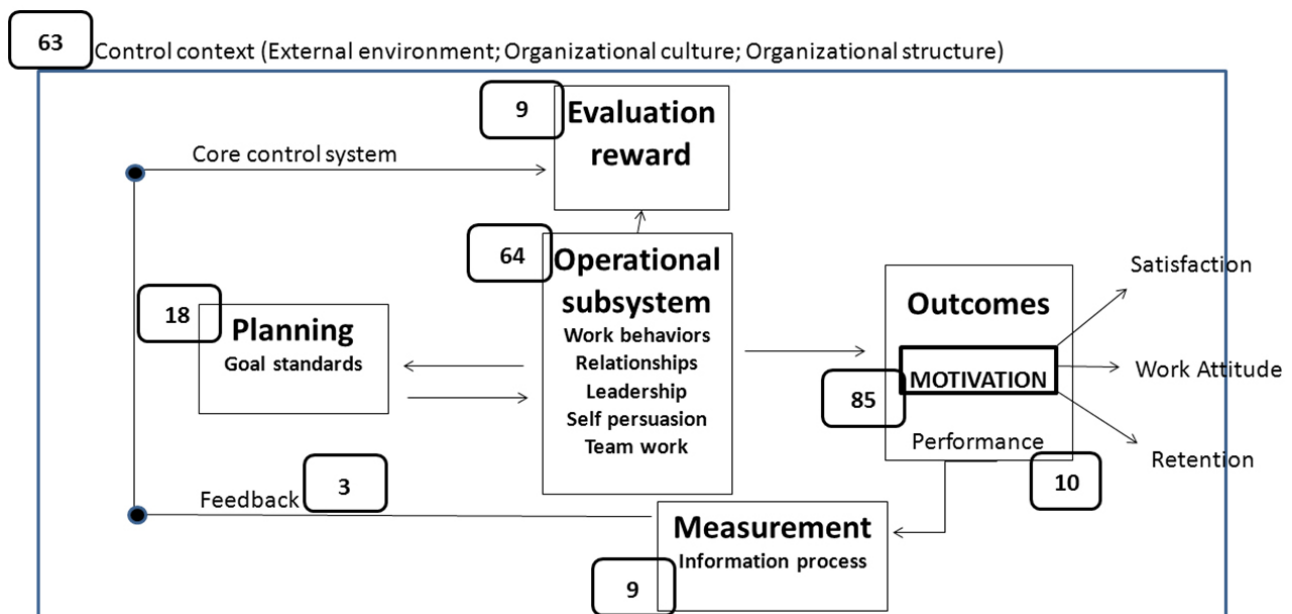 63
Control context (External environment; Organizational culture; Organizational structure)
9
Evaluation
reward
Core control system
64
Operational
subsystem
Work behaviors
Relationships
Leadership
Self persuasion
Team work
18
Planning
Goal standards
Outcomes
MOTIVATION
85
Performance
10
Satisfaction
Work Attitude
Retention
Feedback
3
Measurement
Information process
9